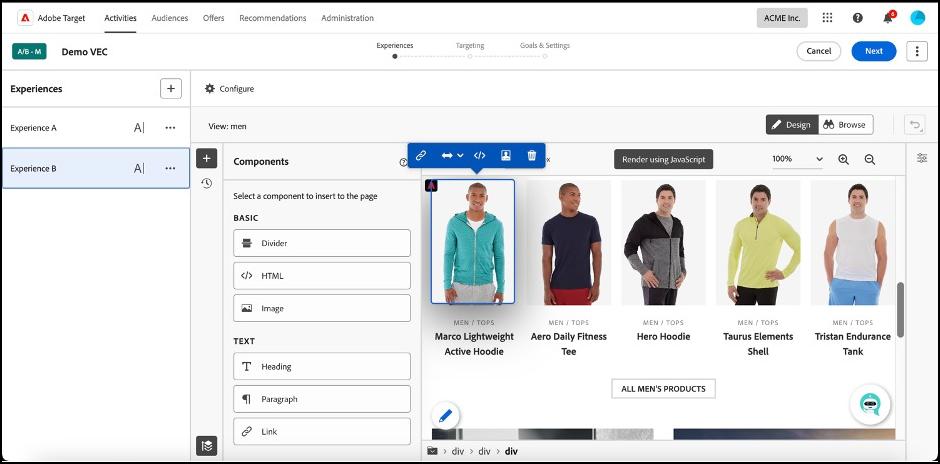 Adobe Target Activities Audiences Offers Recommendations Administration ACME Inc. 6
A/B - M Demo VEC Experiences Targeting Goals & Settings Cancel Next
Experiences + Configure
Experience A A
View: men Design Browse
Experience B A
Components Render using JavaScript 100%
Select a component to insert to the page
BASIC
Divider
HTML
Image
TEXT
Heading
Paragraph
Link
MEN / TOPS MEN / TOPS MEN / TOPS MEN / TOPS MEN / TOPS
Marco Lightweight Aero Daily Fitness Hero Hoodie Taurus Elements Tristan Endurance
Active Hoodie Tee Shell Tank
ALL MEN'S PRODUCTS
div > div > div